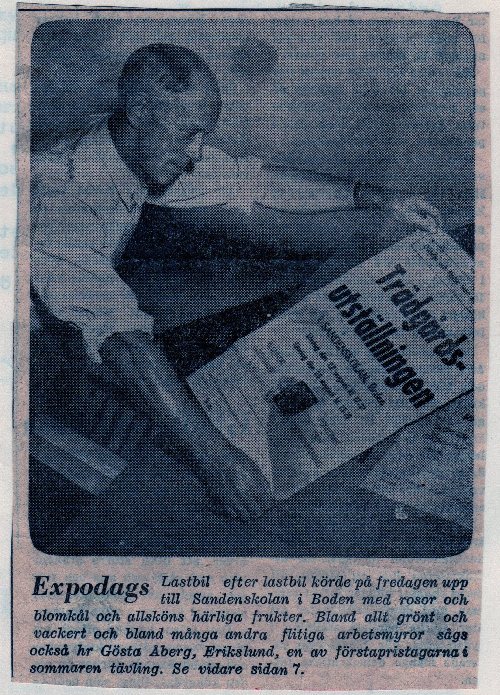 Trädgårds-
utställningen
SANDENSKOLAN, Boden
Expodags Lastbil efter lastbil körde på fredagen upp
till Sandenskolan i Boden med rosor och
blomkål och allsköns härliga frukter. Bland allt grönt och
vackert och bland många andra flitiga arbetsmyror sågs
också hr Gösta Åberg, Erikslund, en av förstapristagarna i
sommaren tävling. Se vidare sidan 7.